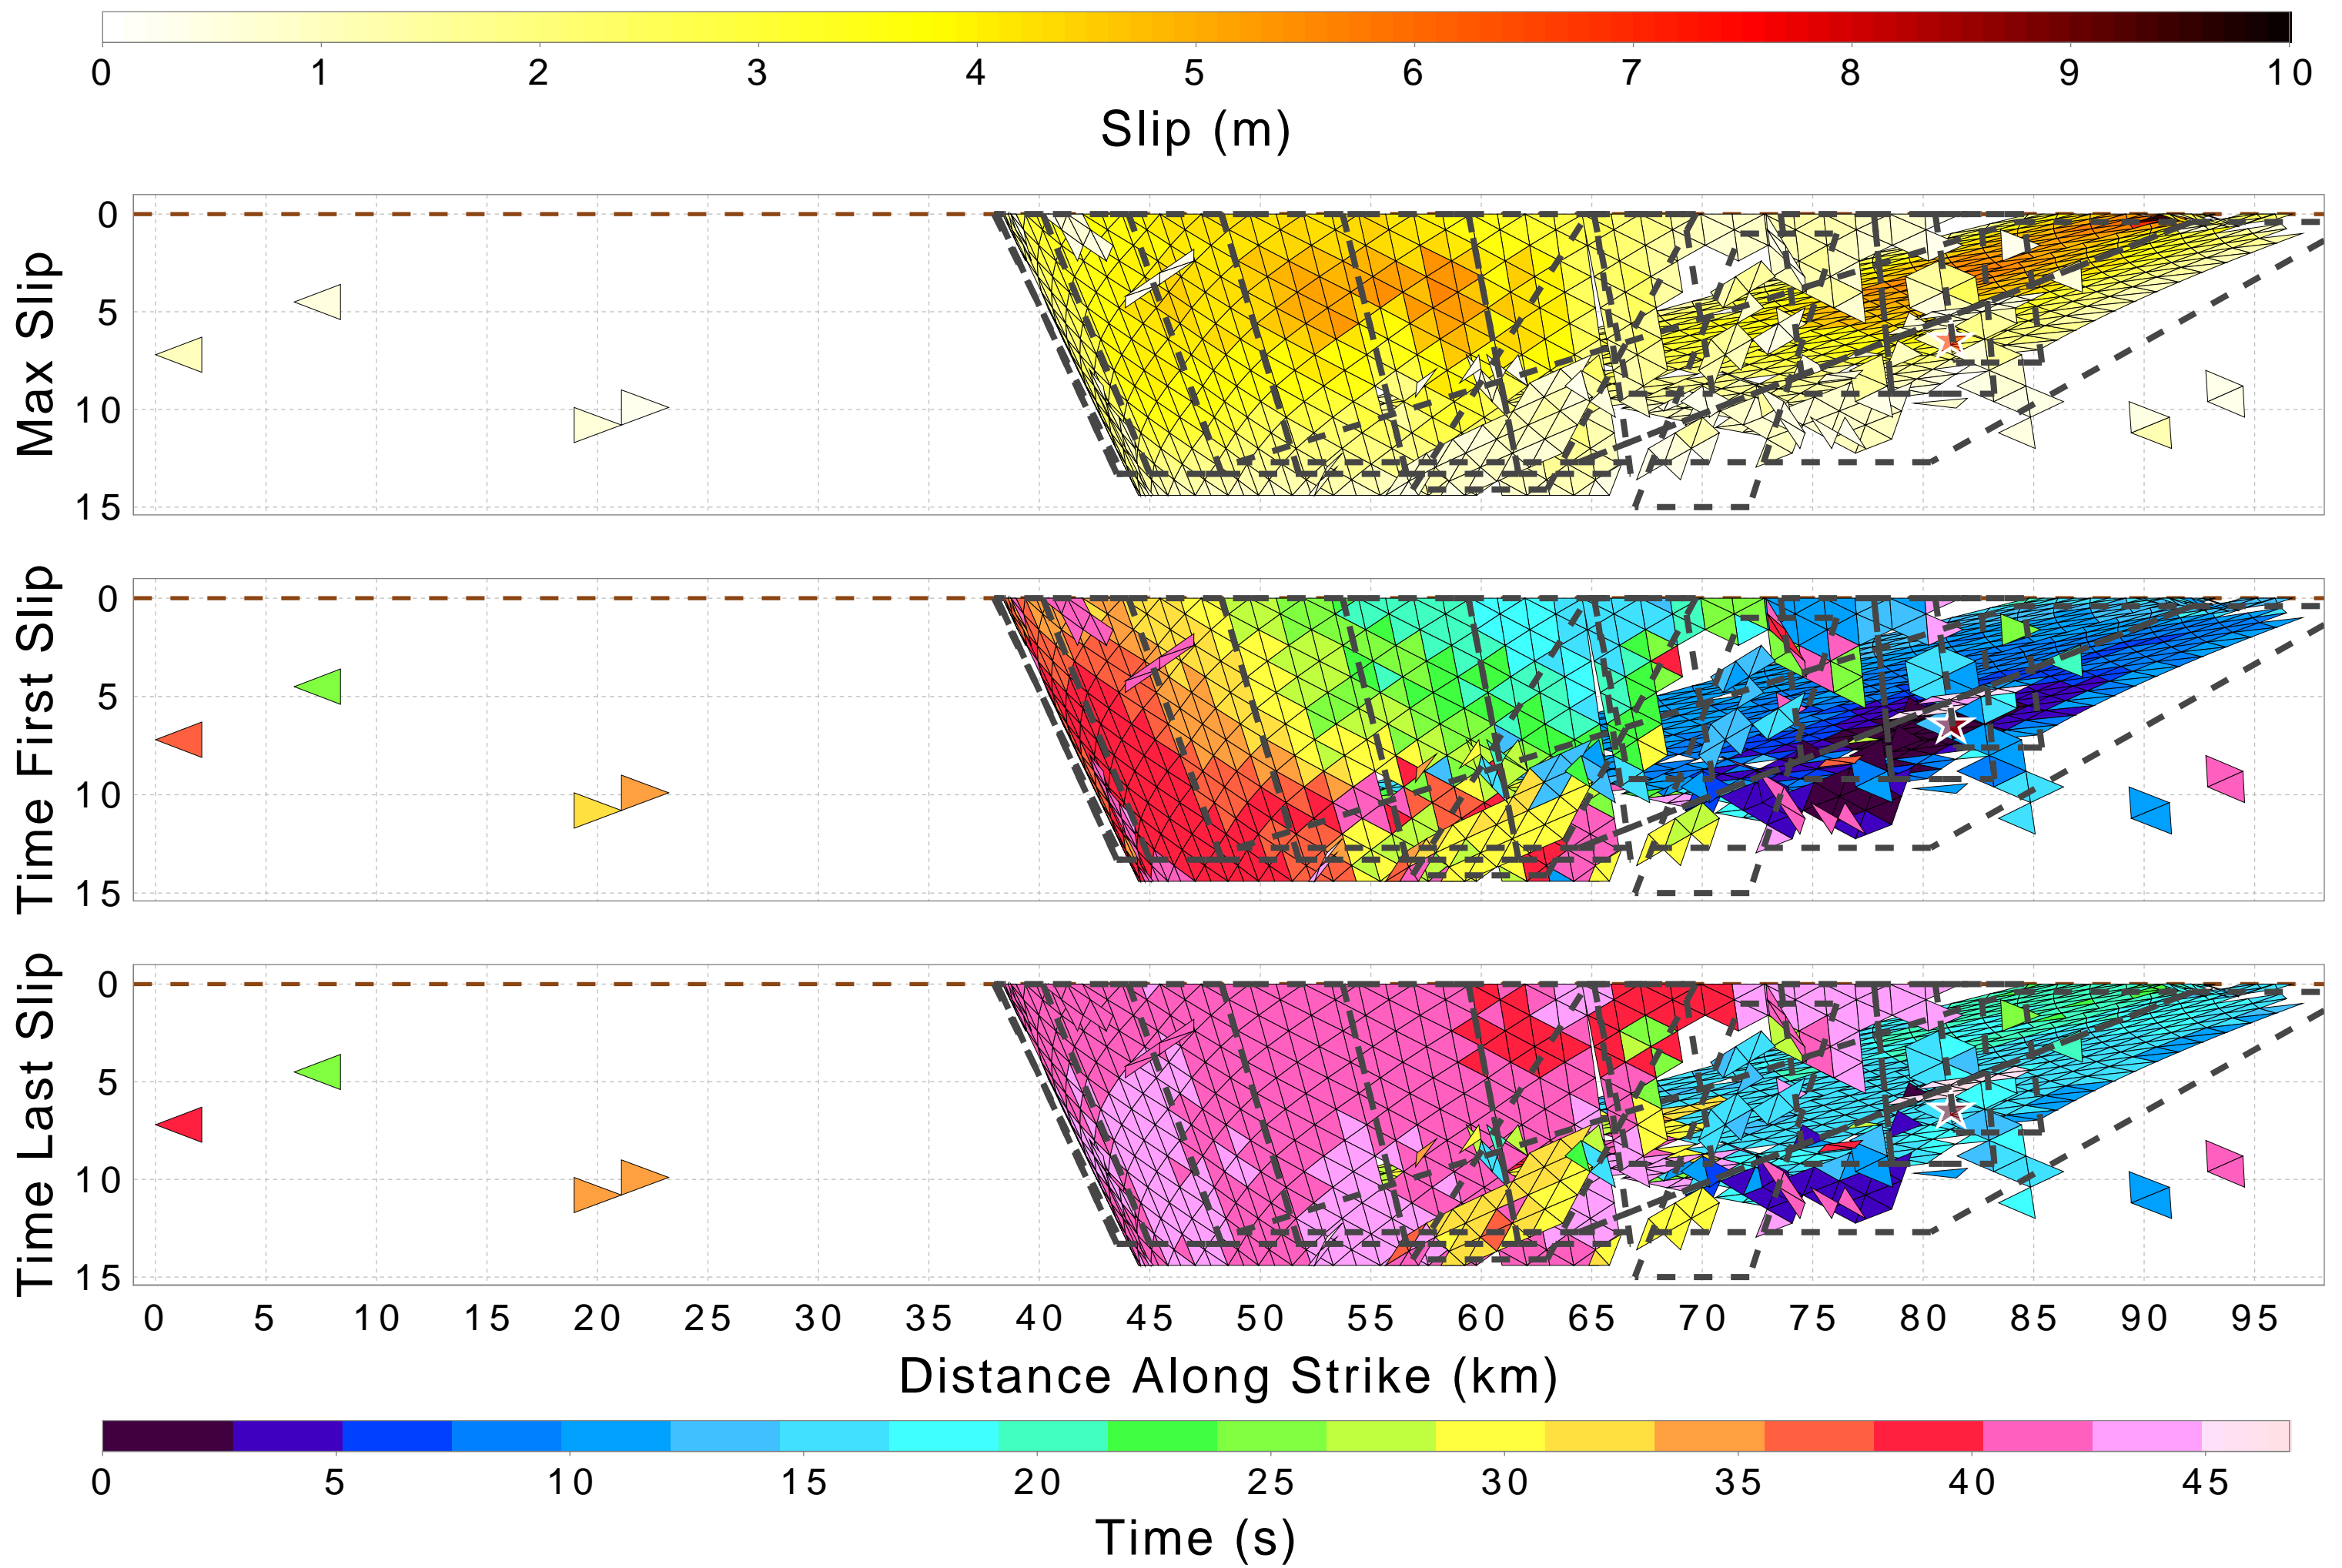 0 1 2 3 4 5 6 7 8 9 10
Slip (m)
Max Slip
0
5
10
15
Time First Slip
0
5
10
15
Time Last Slip
0
5
10
15
0 5 10 15 20 25 30 35 40 45 50 55 60 65 70 75 80 85 90 95
Distance Along Strike (km)
0 5 10 15 20 25 30 35 40 45
Time (s)